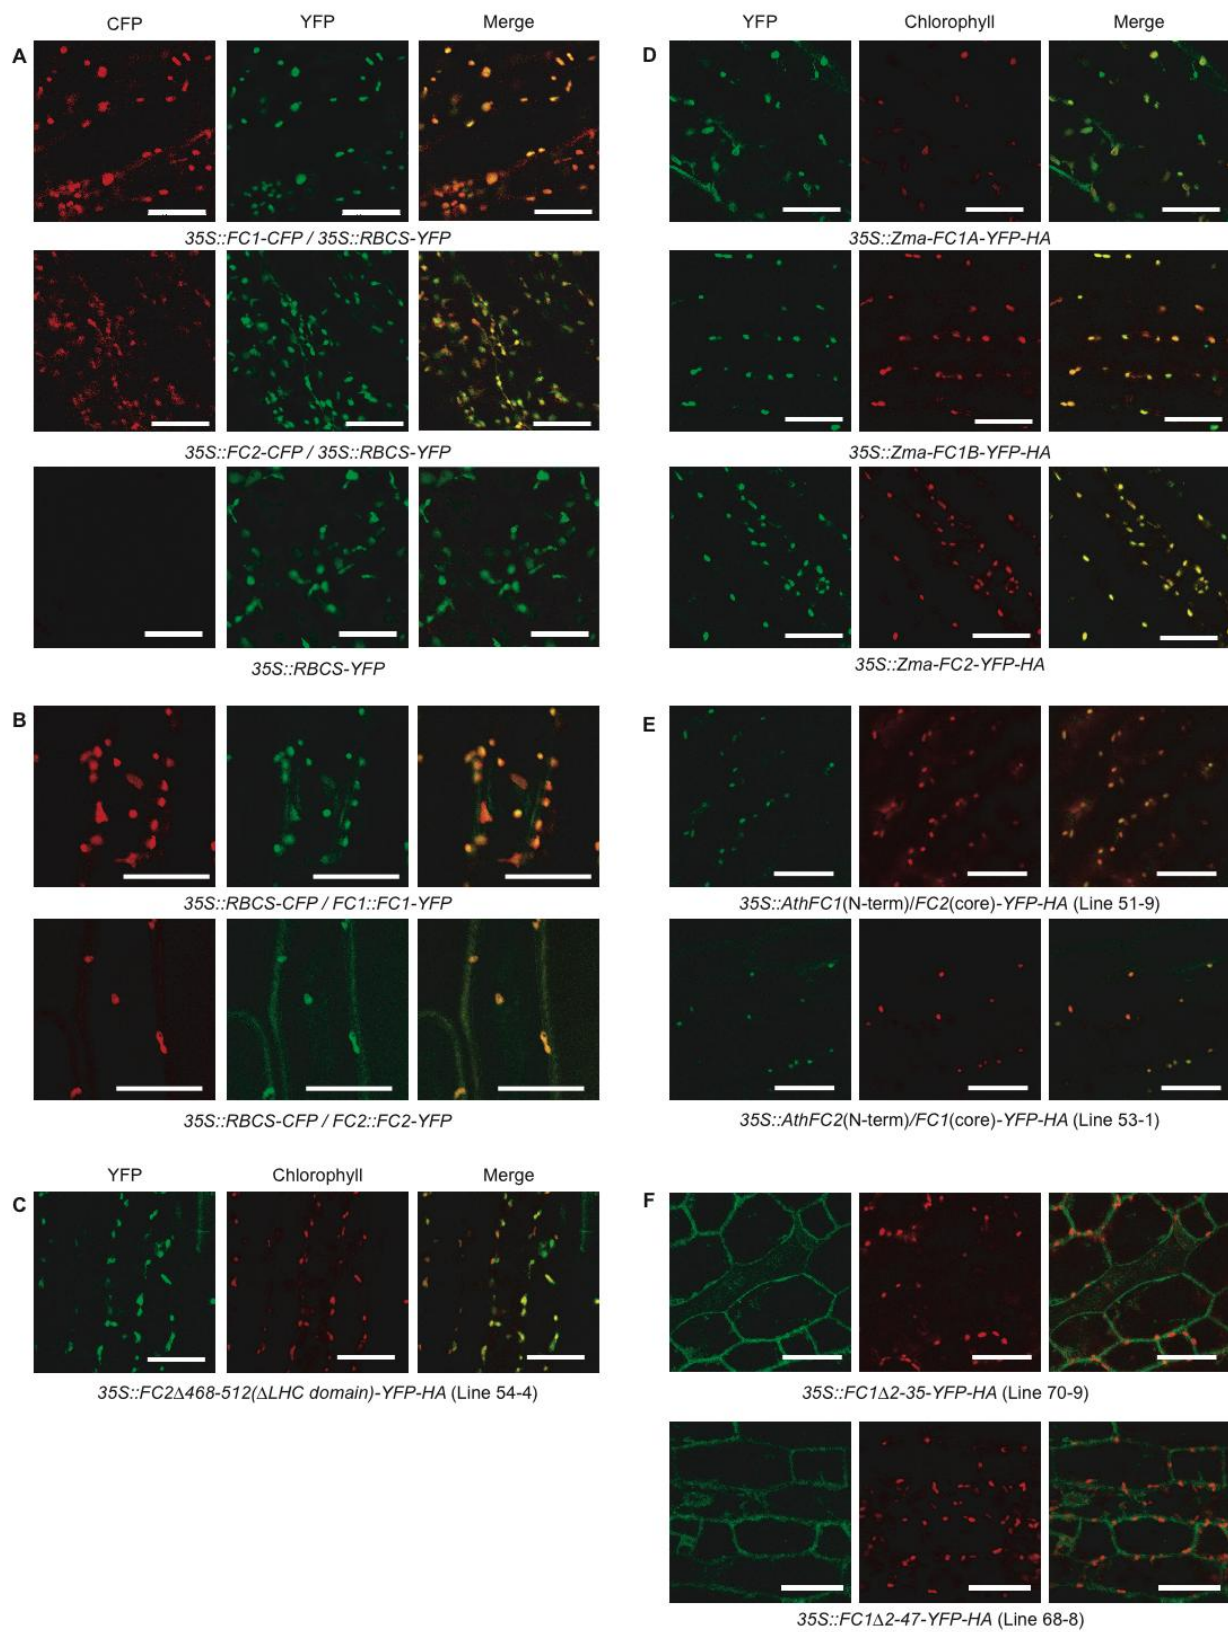 CFP YFP Merge
A
35S::FC1-CFP / 35S::RBCS-YFP
35S::FC2-CFP / 35S::RBCS-YFP
35S::RBCS-YFP
B
35S::RBCS-CFP / FC1::FC1-YFP
35S::RBCS-CFP / FC2::FC2-YFP
YFP Chlorophyll Merge
C
35S::FC2Δ468-512(ΔLHC domain)-YFP-HA (Line 54-4)
YFP Chlorophyll Merge
D
35S::Zma-FC1A-YFP-HA
35S::Zma-FC1B-YFP-HA
35S::Zma-FC2-YFP-HA
E
35S::AthFC1(N-term)/FC2(core)-YFP-HA (Line 51-9)
35S::AthFC2(N-term)/FC1(core)-YFP-HA (Line 53-1)
F
35S::FC1Δ2-35-YFP-HA (Line 70-9)
35S::FC1Δ2-47-YFP-HA (Line 68-8)